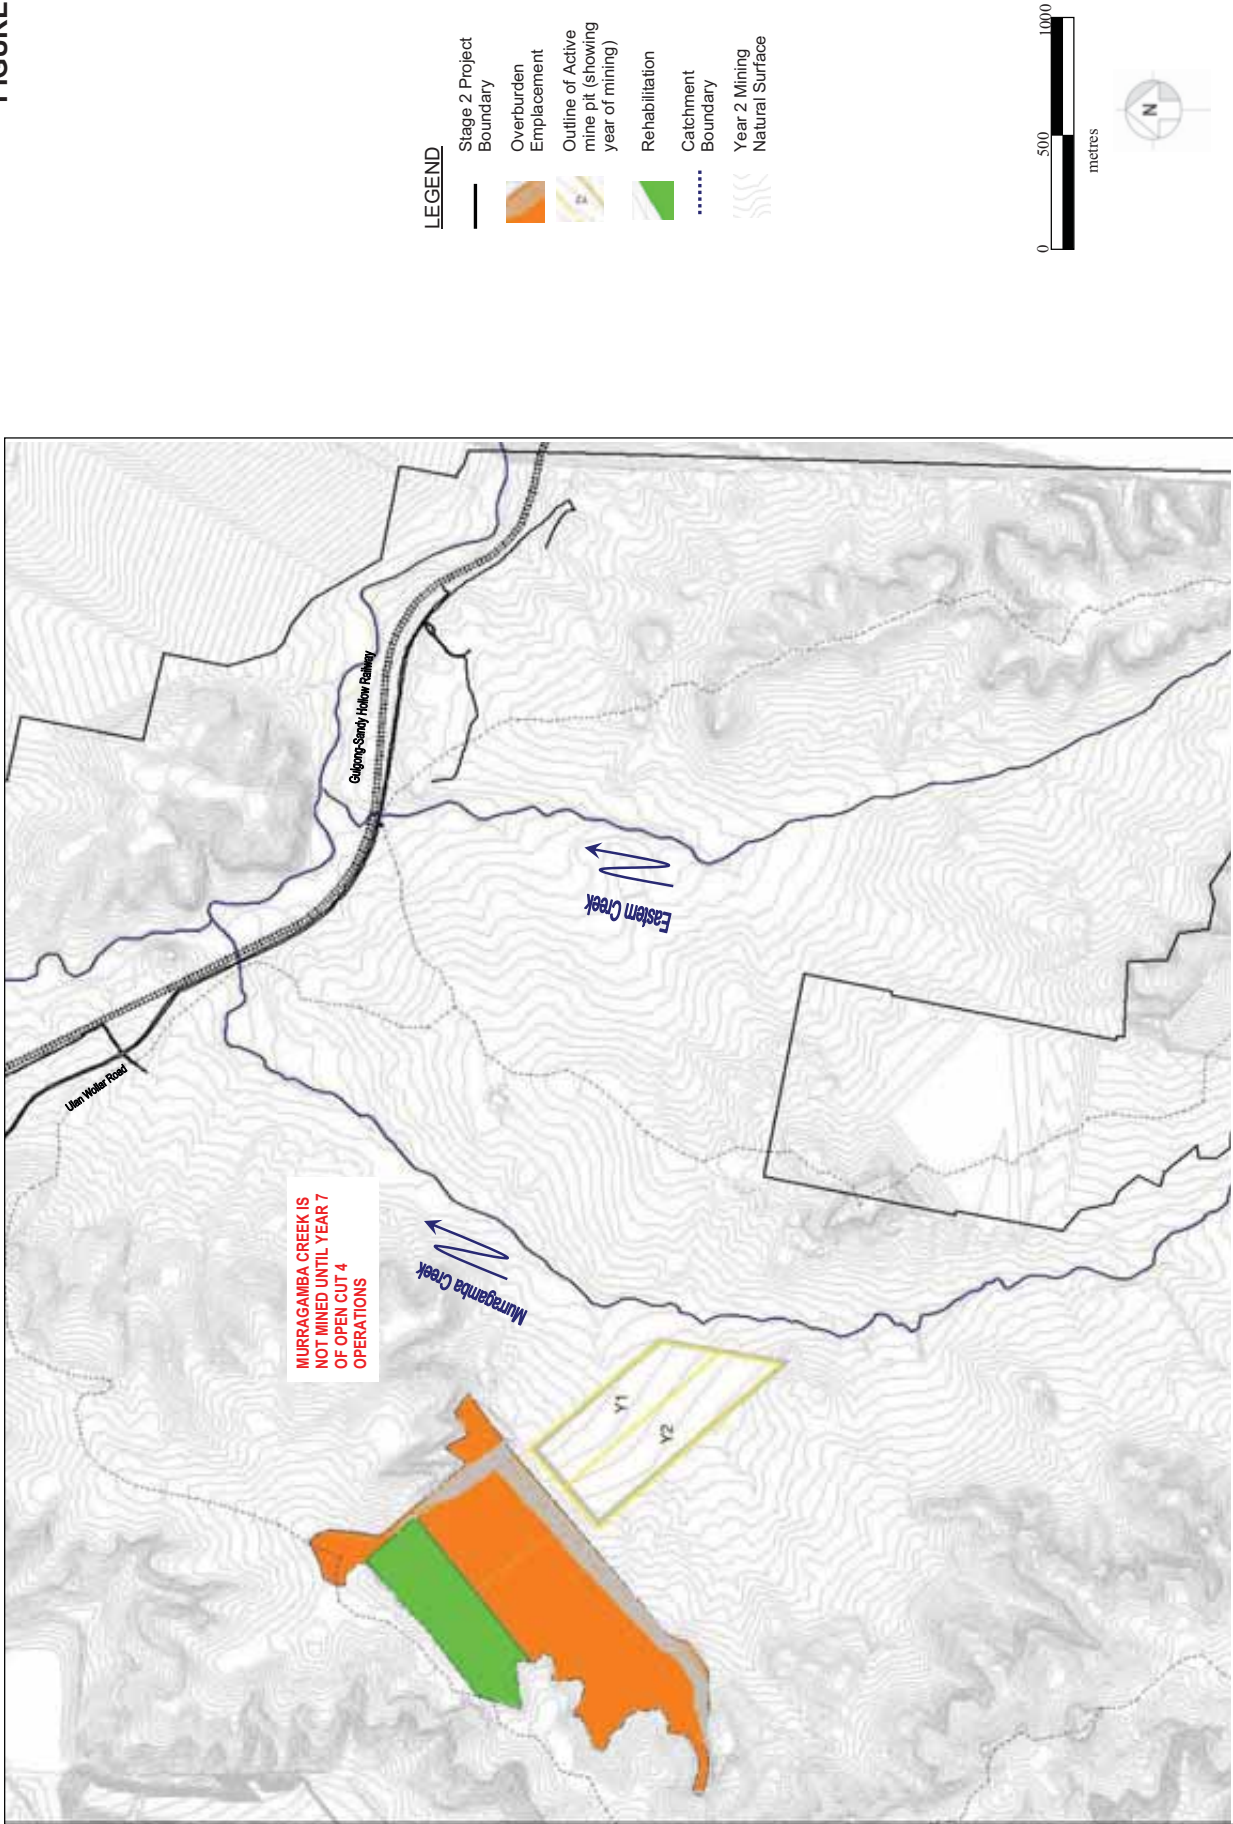 FIGURE
LEGEND
Stage 2 Project
Boundary
Overburden
Emplacement
Outline of Active
mine pit (showing
year of mining)
Y2
Rehabilitation
Catchment
Boundary
Year 2 Mining
Natural Surface
0
500
1000
metres
N
Gulgong-Sandy Hollow Railway
Ulan Wollar Road
Eastern Creek
Murragamba Creek
MURRAGAMBA CREEK IS
NOT MINED UNTIL YEAR 7
OF OPEN CUT 4
OPERATIONS
Y1
Y2